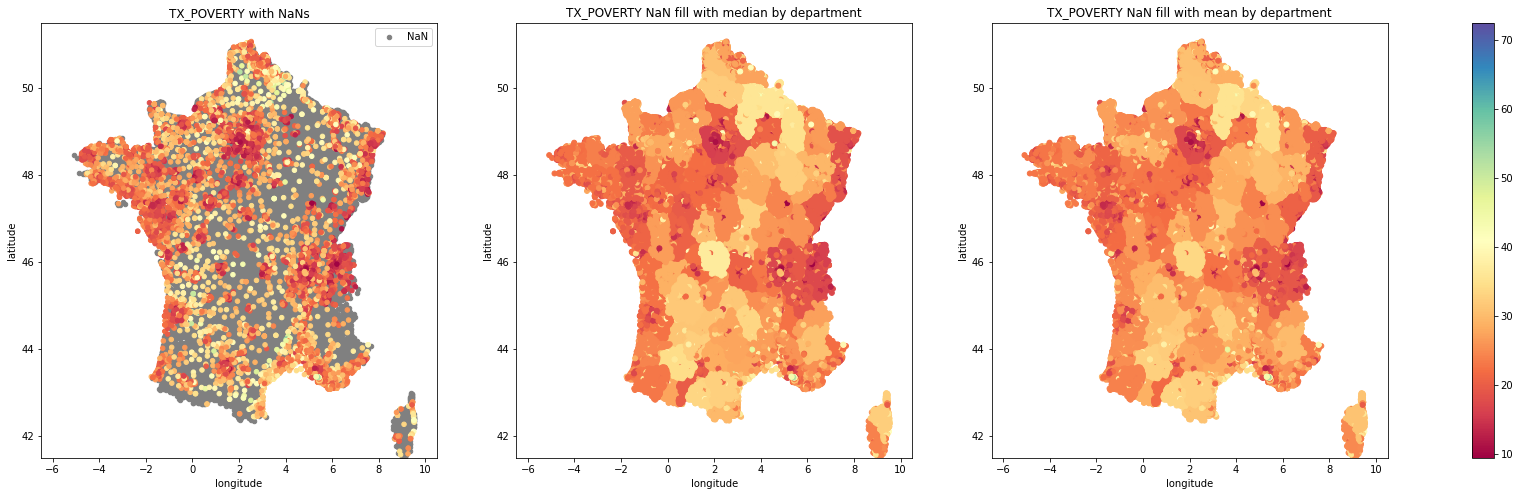 TX_POVERTY with NaNs
TX_POVERTY NaN fill with median by department
TX_POVERTY NaN fill with mean by department
NaN
latitude
50
48
46
44
42
−6 −4 −2 0 2 4 6 8 10
longitude
latitude
50
48
46
44
42
−6 −4 −2 0 2 4 6 8 10
longitude
latitude
50
48
46
44
42
−6 −4 −2 0 2 4 6 8 10
longitude
70
60
50
40
30
20
10